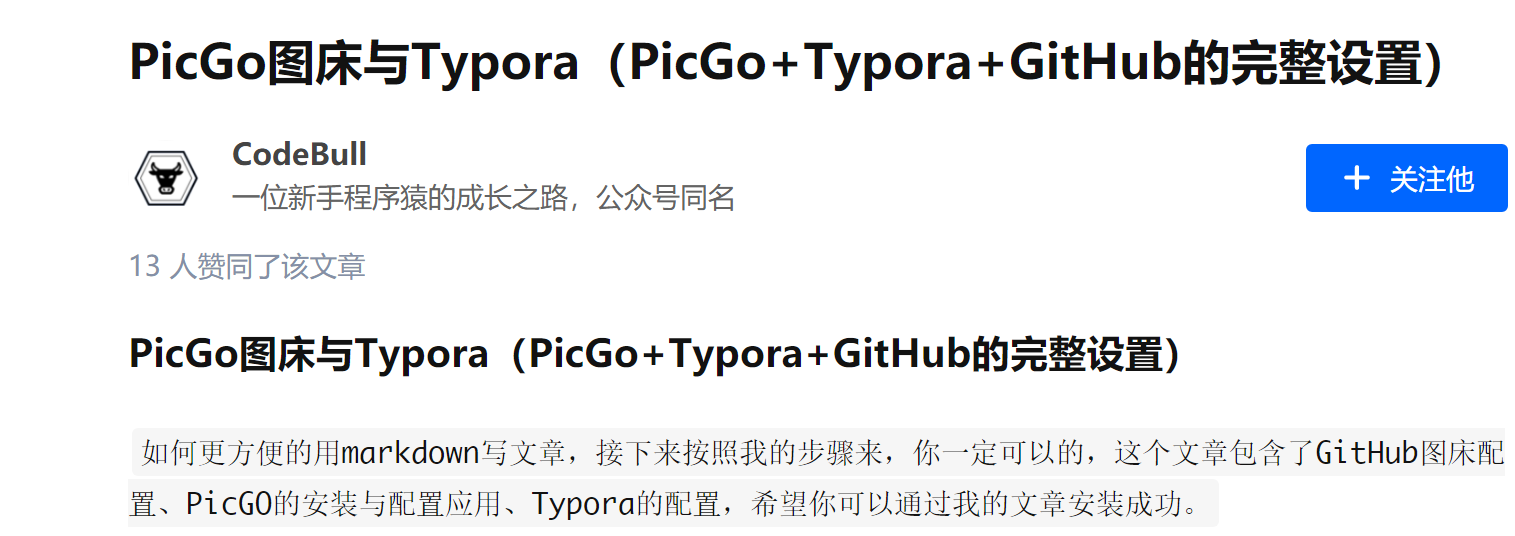 PicGo图床与Typora（PicGo+Typora+GitHub的完整设置）
CodeBull
一位新手程序猿的成长之路，公众号同名
+ 关注他
13 人赞同了该文章
PicGo图床与Typora（PicGo+Typora+GitHub的完整设置）
如何更方便的用markdown写文章，接下来按照我的步骤来，你一定可以的，这个文章包含了GitHub图床配
置、PicGO的安装与配置应用、Typora的配置，希望你可以通过我的文章安装成功。